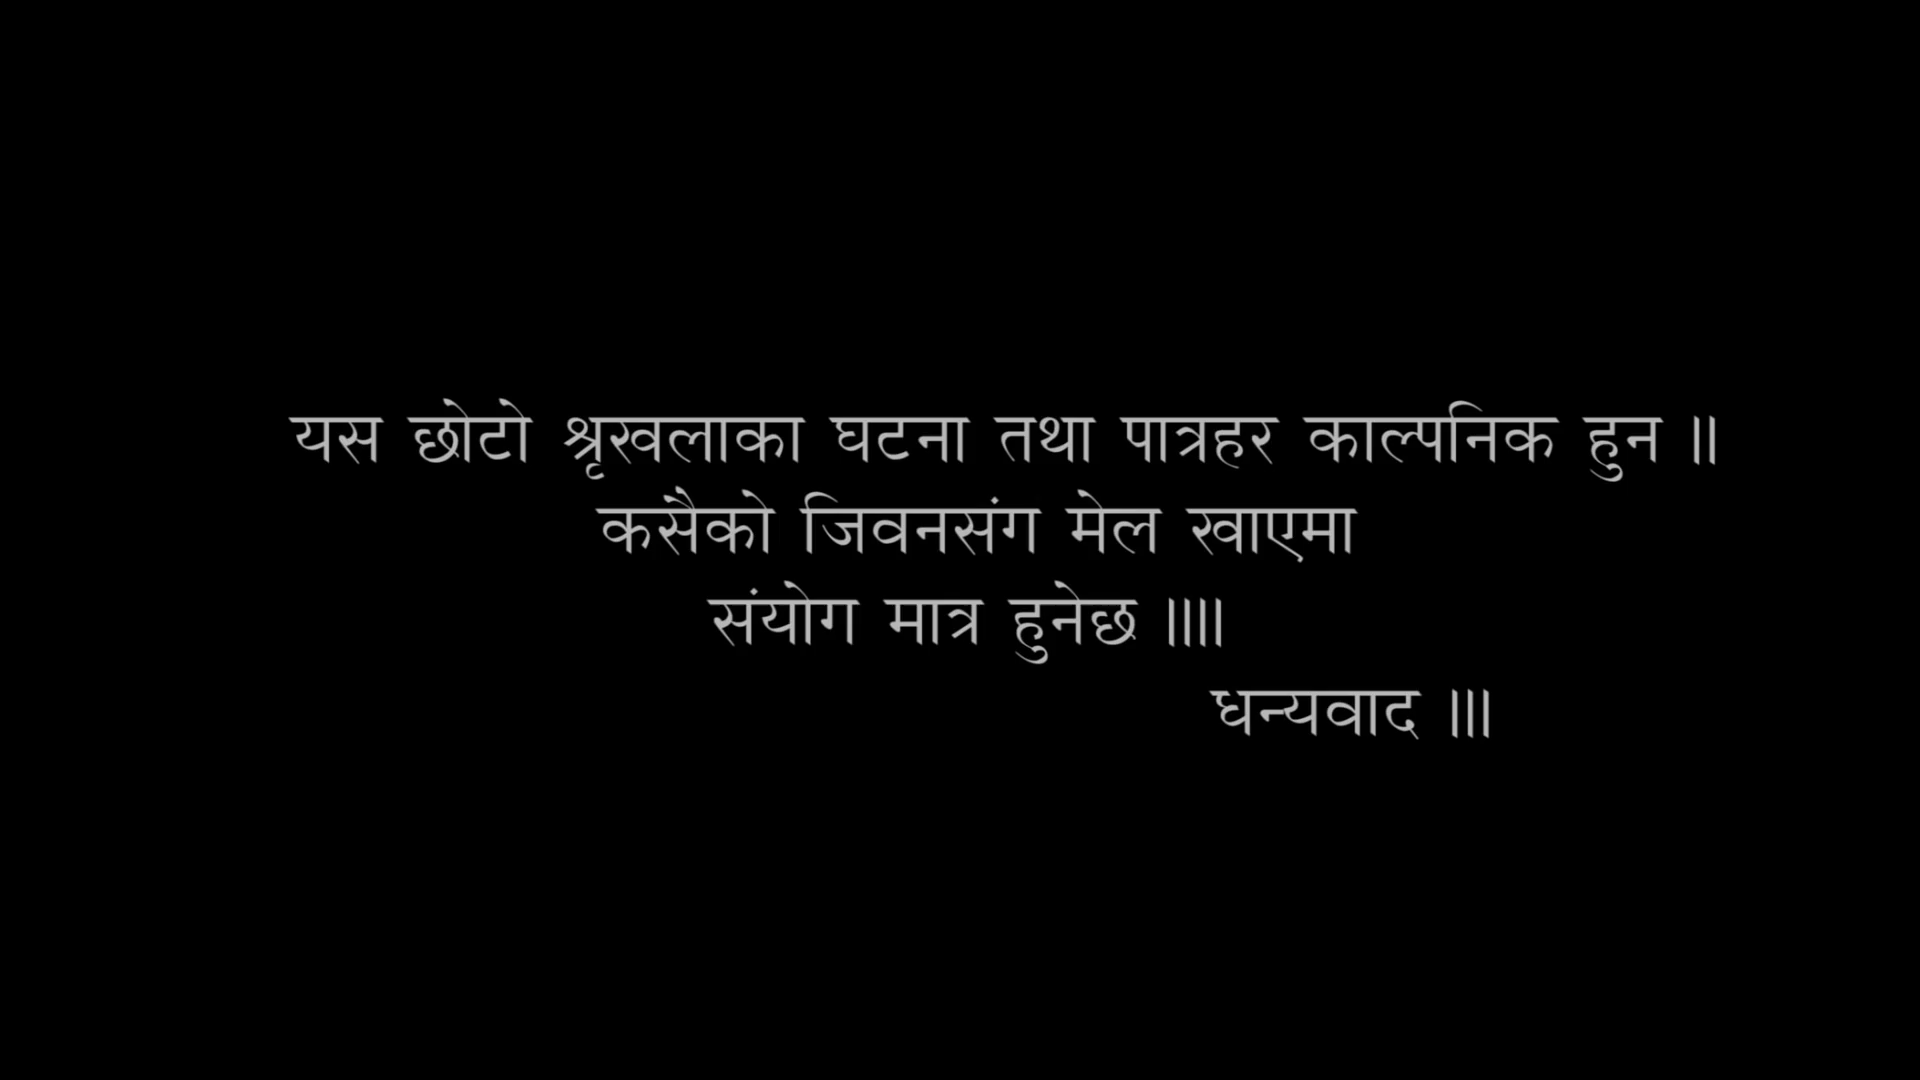 यस छोटो श्रृखलाका घटना तथा पात्रहर काल्पनिक हुन ॥
कसैको जिवनसंग मेल खाएमा
संयोग मात्र हुनेछ ॥॥
धन्यवाद ॥।